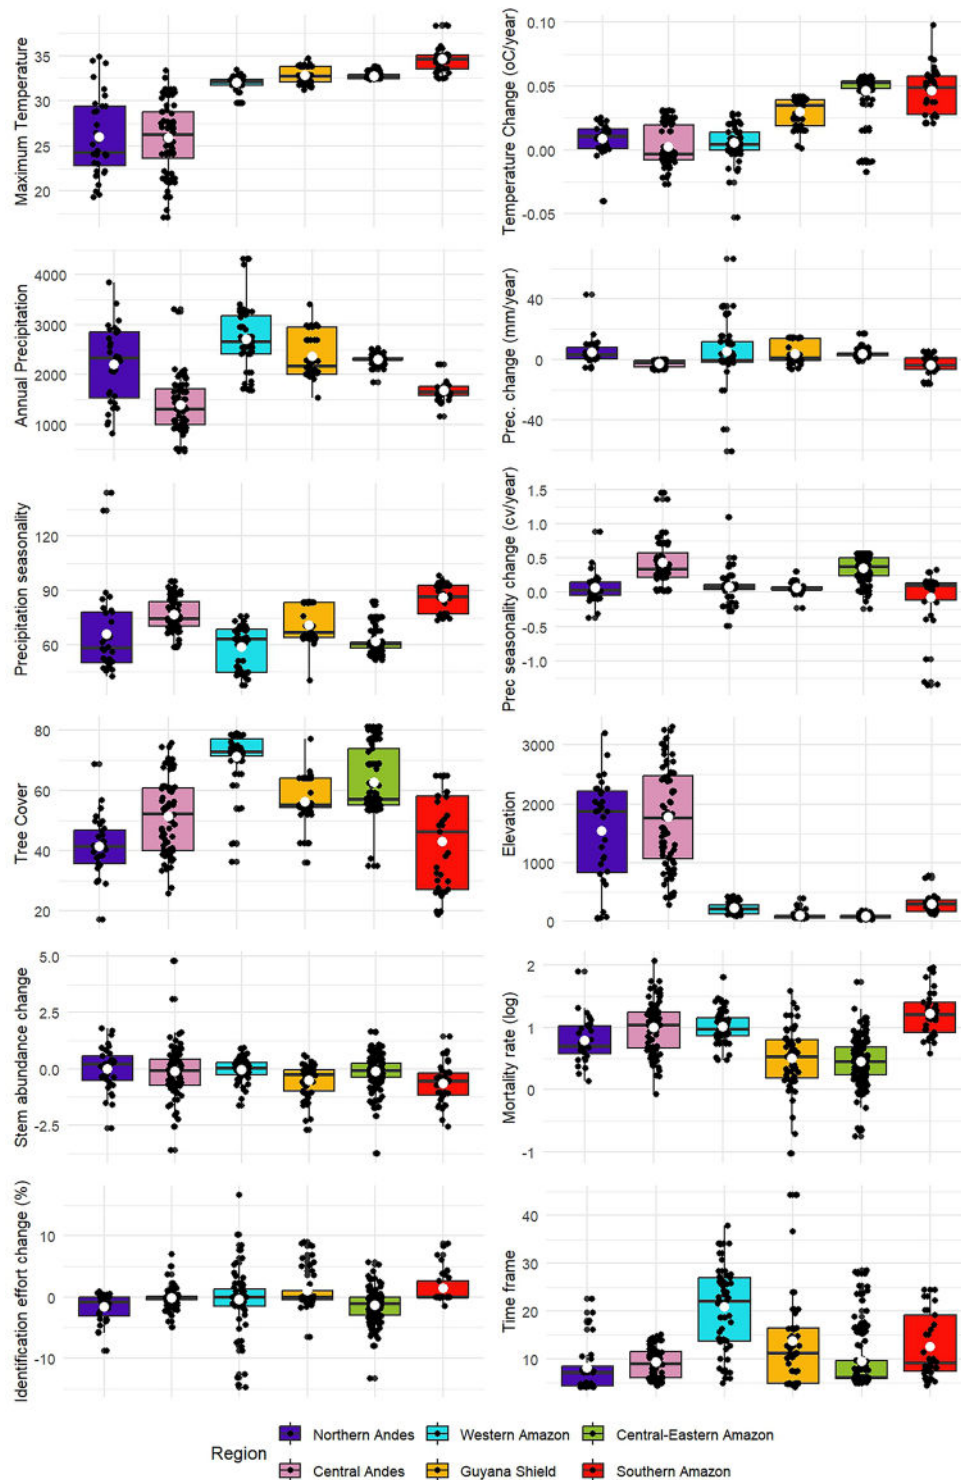 Maximum Temperature
35
30
25
20
Temperature Change (oC/year)
0.10
0.05
0.00
-0.05
Annual Precipitation
4000
3000
2000
1000
Prec. change (mm/year)
40
0
-40
Precipitation seasonality
120
90
60
Prec seasonality change (cv/year)
1.5
1.0
0.5
0.0
-0.5
-1.0
Tree Cover
80
60
40
20
Elevation
3000
2000
1000
0
Stem abundance change
5.0
2.5
0.0
-2.5
Mortality rate (log)
2
1
0
-1
Identification effort change (%)
10
0
-10
Time frame
40
30
20
10
Region
Northern Andes
Western Amazon
Central-Eastern Amazon
Central Andes
Guyana Shield
Southern Amazon